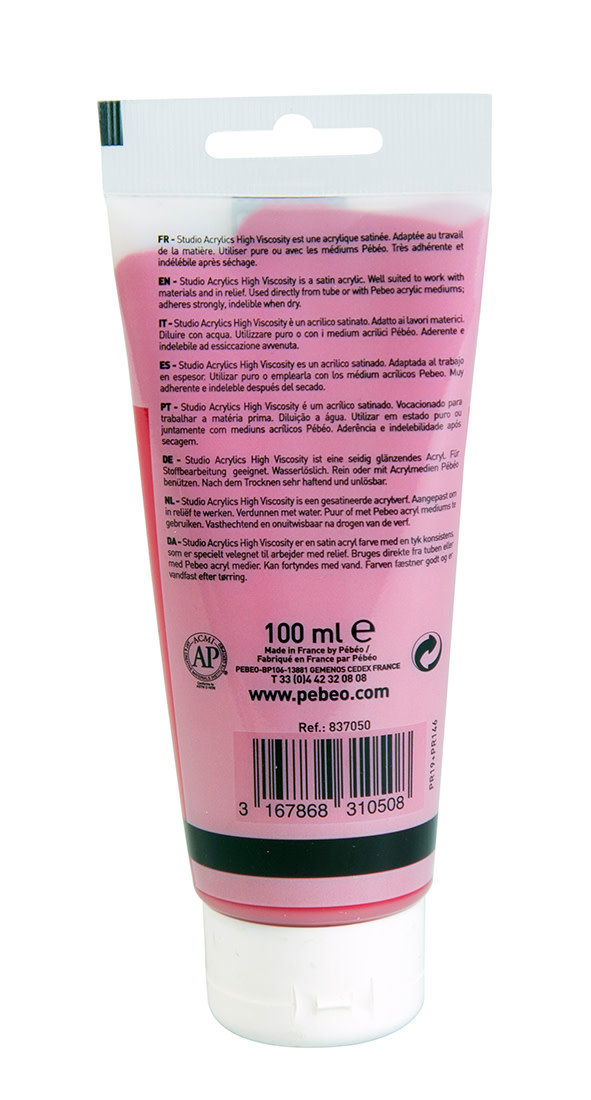 FR - Studio Acrylics High Viscosity est une acrylique satinée. Adaptée au travail
de la matière. Utiliser pure ou avec les médiums Pébéo. Très adhérente et
indélébile après séchage.
EN - Studio Acrylics High Viscosity is a satin acrylic. Well suited to work with
materials and in relief. Used directly from tube or with Pebeo acrylic mediums;
adheres strongly, indelible when dry.
IT - Studio Acrylics High Viscosity è un acrilico satinato. Adatto ai lavori materici.
Diluire con acqua. Utilizzare puro o con i medium acrilici Pébéo. Aderente e
indelebile ad essiccazione avvenuta.
ES - Studio Acrylics High Viscosity es un acrilico satinado. Adaptada al trabajo
en espesor. Utilizar puro o emplearla con los médium acrílicos Pebeo. Muy
adherente e indeleble después del secado.
PT - Studio Acrylics High Viscosity é um acrílico satinado. Vocacionado para
trabalhar a matéria prima. Diluição a água. Utilizar em estado puro ou
juntamente com mediuns acrílicos Pébéo. Aderência e indelebilidade após
secagem.
DE - Studio Acrylics High Viscosity ist eine seidig glänzendes Acryl. Für
Stoffbearbeitung geeignet. Wasserlöslich. Rein oder mit Acrylmedien Pébéo
benützen. Nach dem Trocknen sehr haftend und unlösbar.
NL - Studio Acrylics High Viscosity is een gesatineerde acrylverf. Aangepast om
in reliëf te werken. Verdunnen met water. Puur of met Pebeo acryl mediums te
gebruiken. Vasthechtend en onuitwisbaar na drogen van de verf.
DA - Studio Acrylics High Viscosity er en satin acryl farve med en tyk konsistens,
som er specielt velegnet til arbejder med relief. Bruges direkte fra tuben eller
med Pebeo acryl medier. Kan fortyndes med vand. Farven fæstner godt og er
vandfast efter tørring.
ACMI
AP
100 ml e
Made in France by Pébéo /
Fabriqué en France par Pébéo
PEBEO-BP106-13881 GEMENOS CEDEX FRANCE
T 33 (0)4 42 32 08 08
www.pebeo.com
Ref.: 837050
PR19+PR146
3 167868 310508